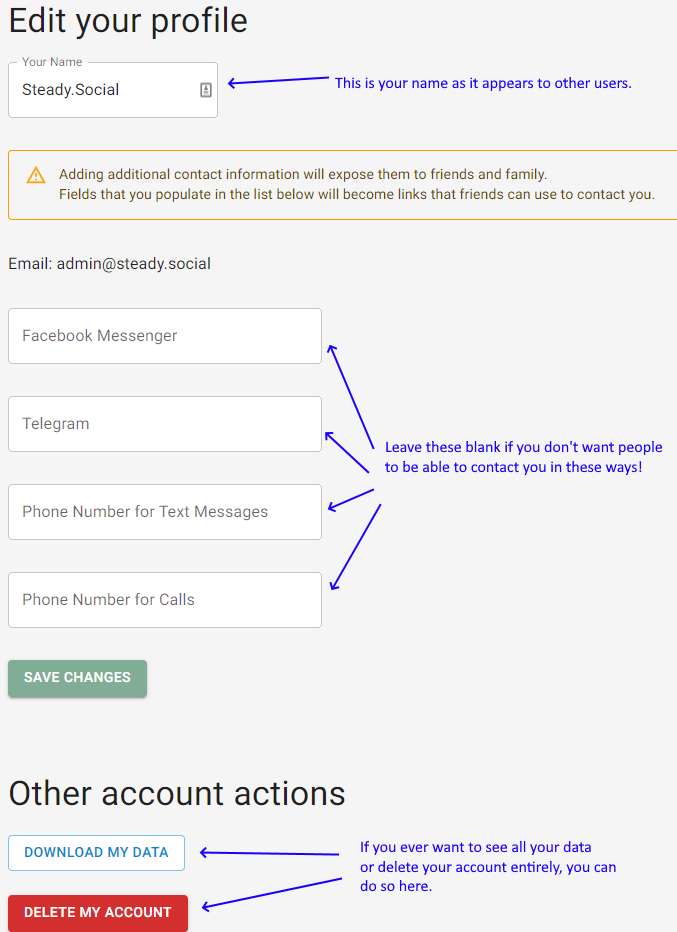 Edit your profile
Your Name
Steady.Social
This is your name as it appears to other users.
Adding additional contact information will expose them to friends and family.
Fields that you populate in the list below will become links that friends can use to contact you.
Email: admin@steady.social
Facebook Messenger
Telegram
Leave these blank if you don't want people
to be able to contact you in these ways!
Phone Number for Text Messages
Phone Number for Calls
SAVE CHANGES
Other account actions
DOWNLOAD MY DATA
If you ever want to see all your data
or delete your account entirely, you can
do so here.
DELETE MY ACCOUNT